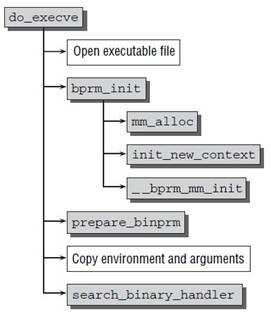 do_execve
Open executable file
bprm_init
mm_alloc
init_new_context
__bprm_mm_init
prepare_binprm
Copy environment and arguments
search_binary_handler